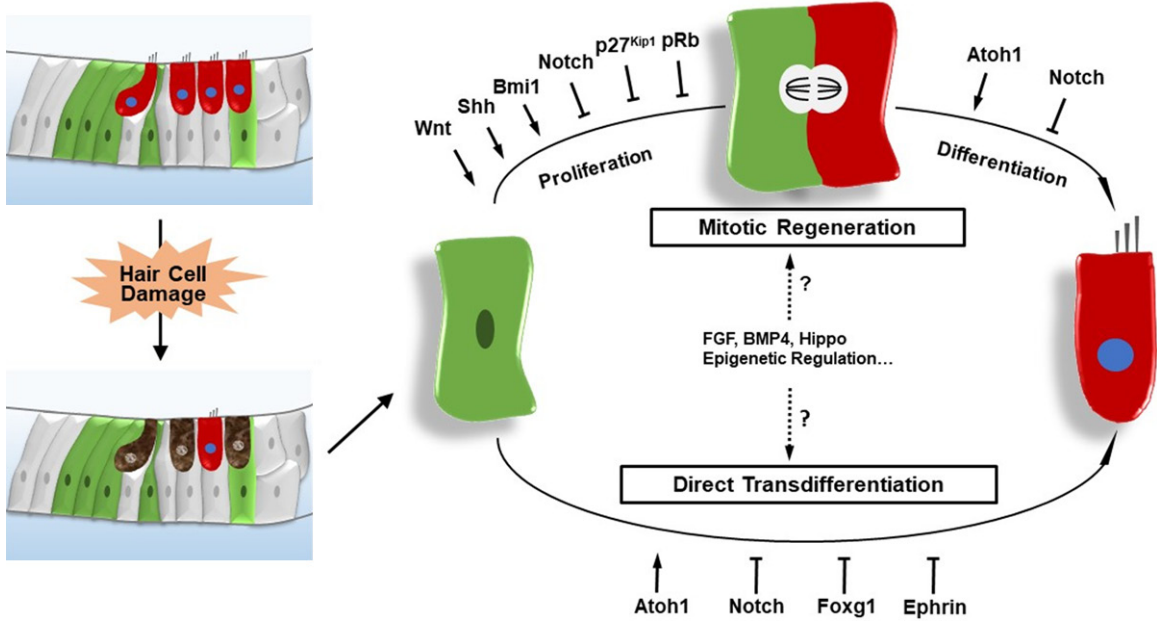 Hair Cell
Damage
Wnt
Shh
Bmi1
Notch
p27Kip1
pRb
Proliferation
Atoh1
Notch
Differentiation
Mitotic Regeneration
?
FGF, BMP4, Hippo
Epigenetic Regulation...
?
Direct Transdifferentiation
Atoh1
Notch
Foxg1
Ephrin